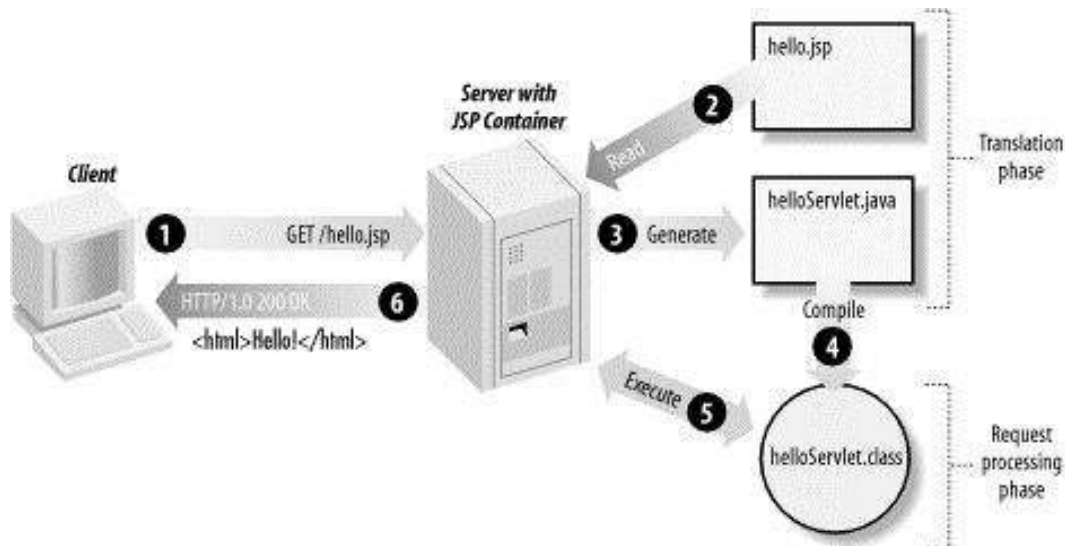 hello.jsp
2
Server with
JSP Container
Read
Translation
phase
Client
helloServlet.java
1
GET /hello.jsp
3
Generate
HTTP/1.0 200 OK
6
<html>Hello!</html>
Compile
4
Execute
5
helloServlet.class
Request
processing
phase